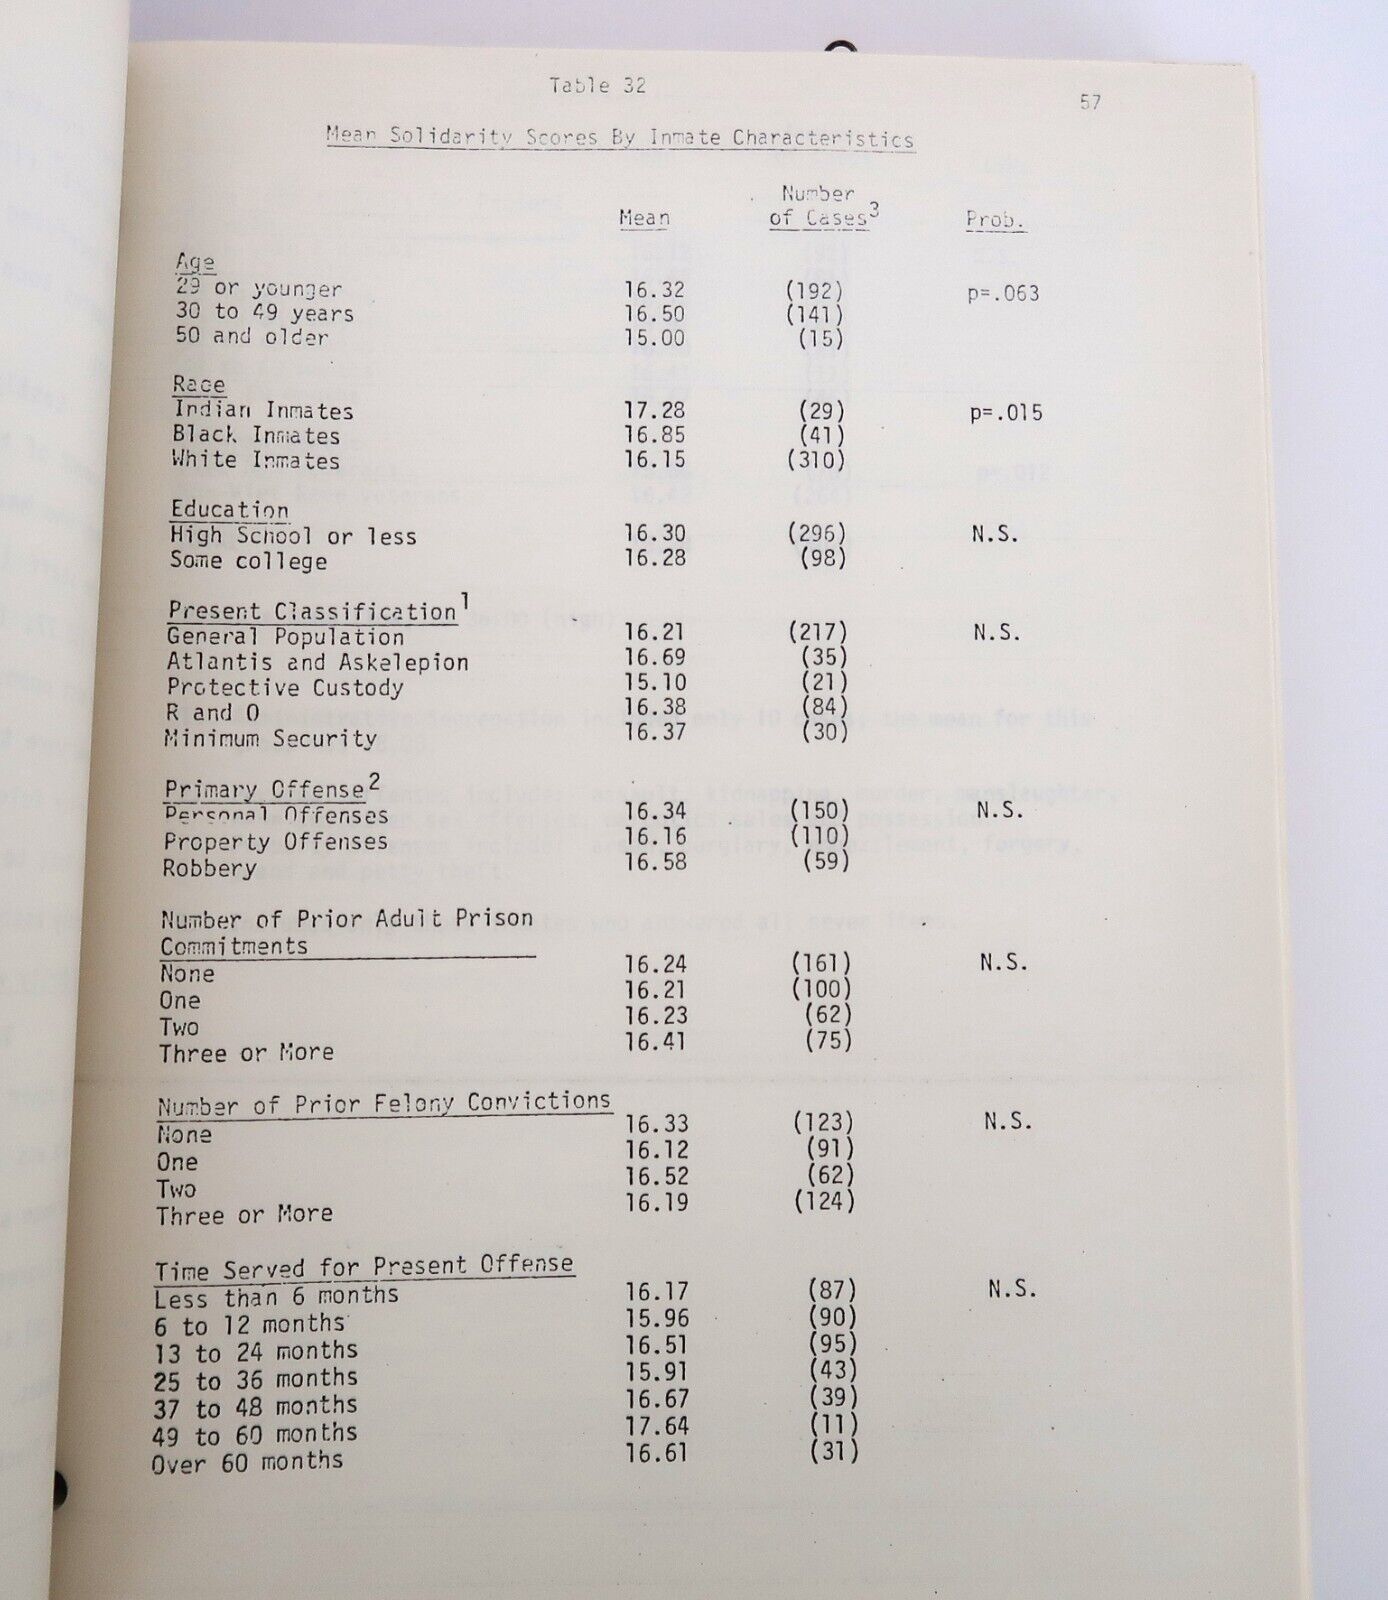 Table 32
57
Mean Solidarity Scores By Inmate Characteristics
Number
Mean of Cases3 Prob.
Age
29 or younger 16.32 (192) p=.063
30 to 49 years 16.50 (141)
50 and older 15.00 (15)
Race
Indian Inmates 17.28 (29) p=.015
Black Inmates 16.85 (41)
White Inmates 16.15 (310)
Education
High School or less 16.30 (296) N.S.
Some college 16.28 (98)
Present Classification1
General Population 16.21 (217) N.S.
Atlantis and Askelepion 16.69 (35)
Protective Custody 15.10 (21)
R and O 16.38 (84)
Minimum Security 16.37 (30)
Primary Offense2
Personal Offenses 16.34 (150) N.S.
Property Offenses 16.16 (110)
Robbery 16.58 (59)
Number of Prior Adult Prison
Commitments
None 16.24 (161) N.S.
One 16.21 (100)
Two 16.23 (62)
Three or More 16.41 (75)
Number of Prior Felony Convictions
None 16.33 (123) N.S.
One 16.12 (91)
Two 16.52 (62)
Three or More 16.19 (124)
Time Served for Present Offense
Less than 6 months 16.17 (87) N.S.
6 to 12 months 15.96 (90)
13 to 24 months 16.51 (95)
25 to 36 months 15.91 (43)
37 to 48 months 16.67 (39)
49 to 60 months 17.64 (11)
Over 60 months 16.61 (31)